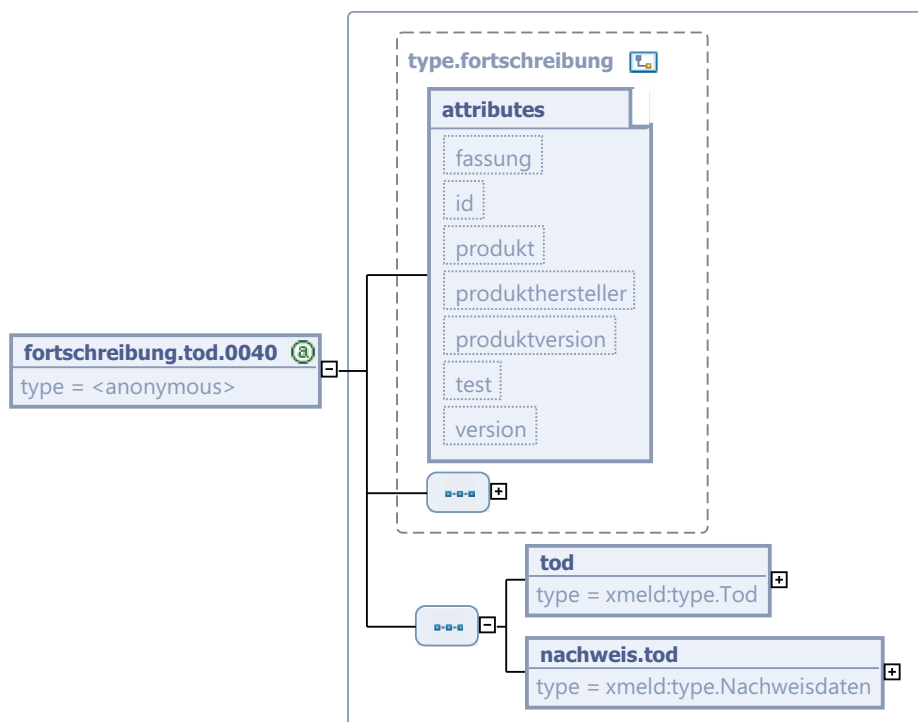 type.fortschreibung
attributes
fassung
id
produkt
produkthersteller
produktversion
test
version
fortschreibung.tod.0040 a
type = <anonymous>
tod
type = xmeld:type.Tod
nachweis.tod
type = xmeld:type.Nachweisdaten